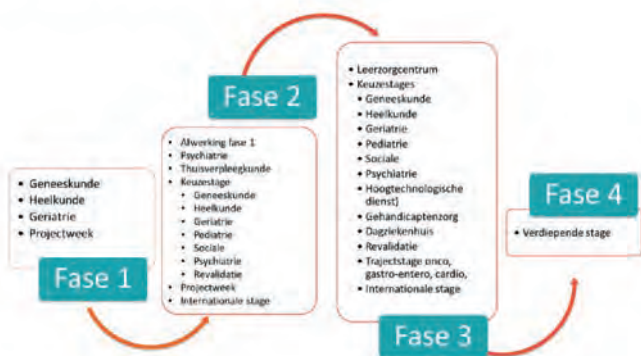 Geneeskunde
Heelkunde
Geriatrie
Projectweek
Fase 1
Fase 2
Afwerking fase 1
Psychiatrie
Thuisverpleegkunde
Keuzestage
Geneeskunde
Heelkunde
Geriatrie
Pediatrie
Sociale
Psychiatrie
Revalidatie
Projectweek
Internationale stage
Leerzorgcentrum
Keuzestages
Geneeskunde
Heelkunde
Geriatrie
Pediatrie
Sociale
Psychiatrie
Hoogtechnologische
dienst)
Gehandicaptenzorg
Dagziekenhuis
Revalidatie
Trajectstage onco,
gastro-entero, cardio,
Internationale stage
Fase 3
Fase 4
Verdiepende stage